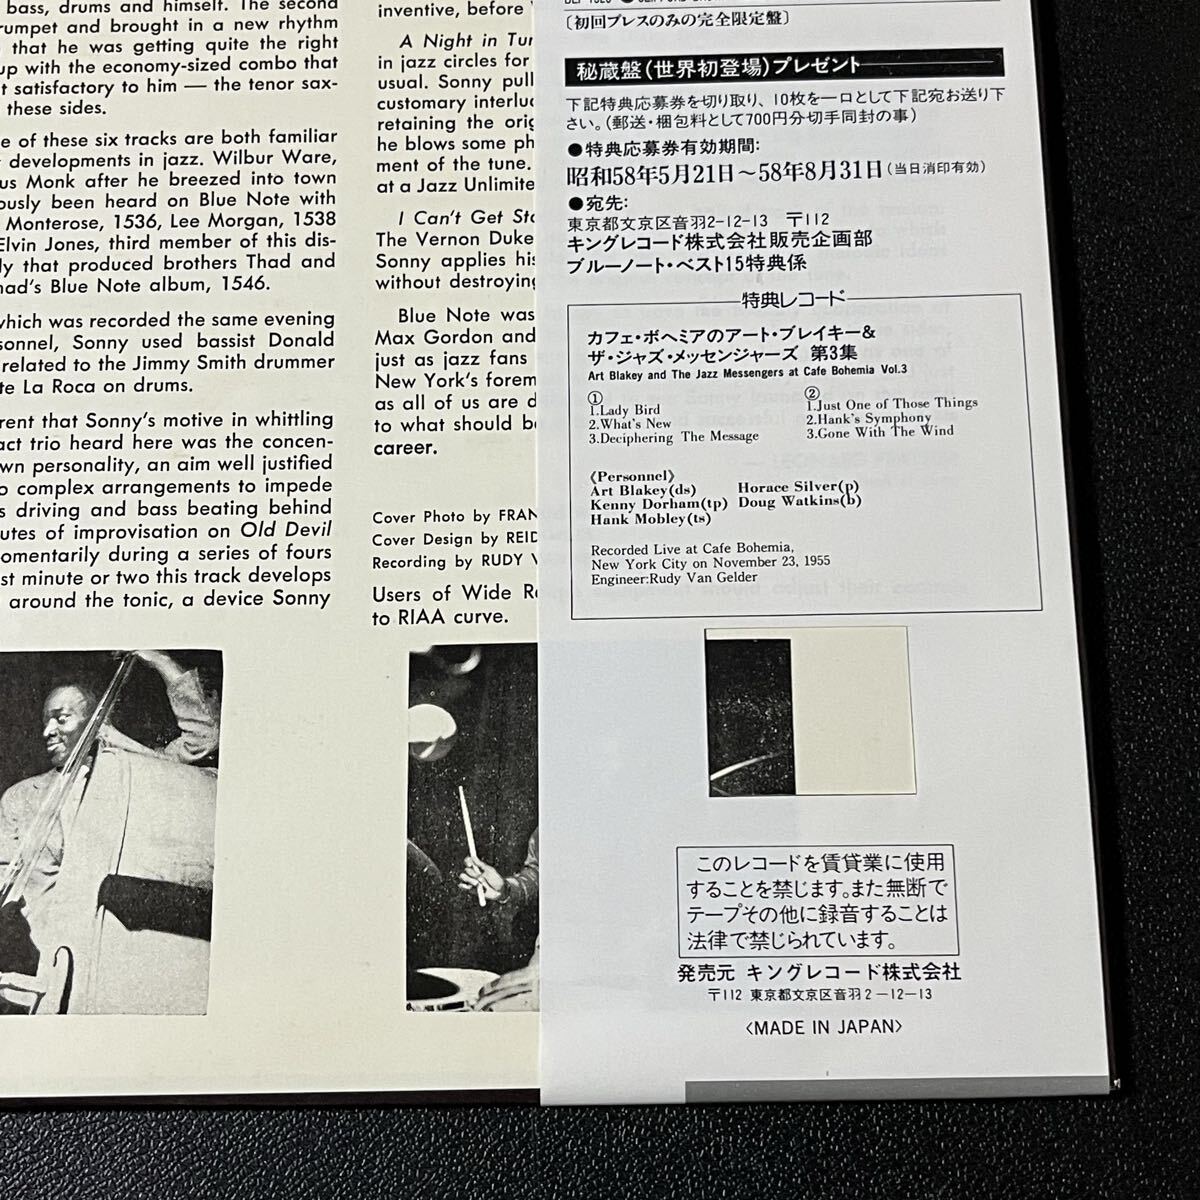 bass, drums and himself. The second
rumpet and brought in a new rhythm
that he was getting quite the right
up with the economy-sized combo that
t satisfactory to him — the tenor sax-
these sides.
e of these six tracks are both familiar
developments in jazz. Wilbur Ware,
us Monk after he breezed into town
ously been heard on Blue Note with
Monterose, 1536, Lee Morgan, 1538
Elvin Jones, third member of this dis-
ly that produced brothers Thad and
nad's Blue Note album, 1546.
which was recorded the same evening
rsonnel, Sonny used bassist Donald
related to the Jimmy Smith drummer
te La Roca on drums.
rent that Sonny's motive in whittling
act trio heard here was the concen-
wn personality, an aim well justified
o complex arrangements to impede
s driving and bass beating behind
utes of improvisation on Old Devil
omentarily during a series of fours
st minute or two this track develops
around the tonic, a device Sonny
inventive, before
A Night in Tu
in jazz circles for
usual. Sonny pull
customary interlu
retaining the orig
he blows some ph
ment of the tune.
at a Jazz Unlimite
I Can't Get Sta
The Vernon Duke
Sonny applies his
without destroying
Blue Note was
Max Gordon and
just as jazz fans
New York's forem
as all of us are d
to what should b
career.
Cover Photo by FRAN
Cover Design by REID
Recording by RUDY V
Users of Wide R
to RIAA curve.
〔初回プレスのみの完全限定盤〕
秘蔵盤(世界初登場)プレゼント
下記特典応募券を切り取り、10枚を一口として下記宛お送り下
さい。(郵送・梱包料として700円分切手同封の事)
●特典応募券有効期間:
昭和58年5月21日〜58年8月31日(当日消印有効)
●宛先:
東京都文京区音羽2-12-13 〒112
キングレコード株式会社販売企画部
ブルーノート・ベスト15特典係
特典レコード
カフェ・ボヘミアのアート・ブレイキー&
ザ・ジャズ・メッセンジャーズ 第3集
Art Blakey and The Jazz Messengers at Cafe Bohemia Vol.3
①
1.Lady Bird
2.What's New
3.Deciphering The Message
②
1.Just One of Those Things
2.Hank's Symphony
3.Gone With The Wind
《Personnel》
Art Blakey(ds) Horace Silver(p)
Kenny Dorham(tp) Doug Watkins(b)
Hank Mobley(ts)
Recorded Live at Cafe Bohemia,
New York City on November 23, 1955
Engineer:Rudy Van Gelder
このレコードを賃貸業に使用
することを禁じます。また無断で
テープその他に録音することは
法律で禁じられています。
発売元 キングレコード株式会社
〒112 東京都文京区音羽2-12-13
〈MADE IN JAPAN〉